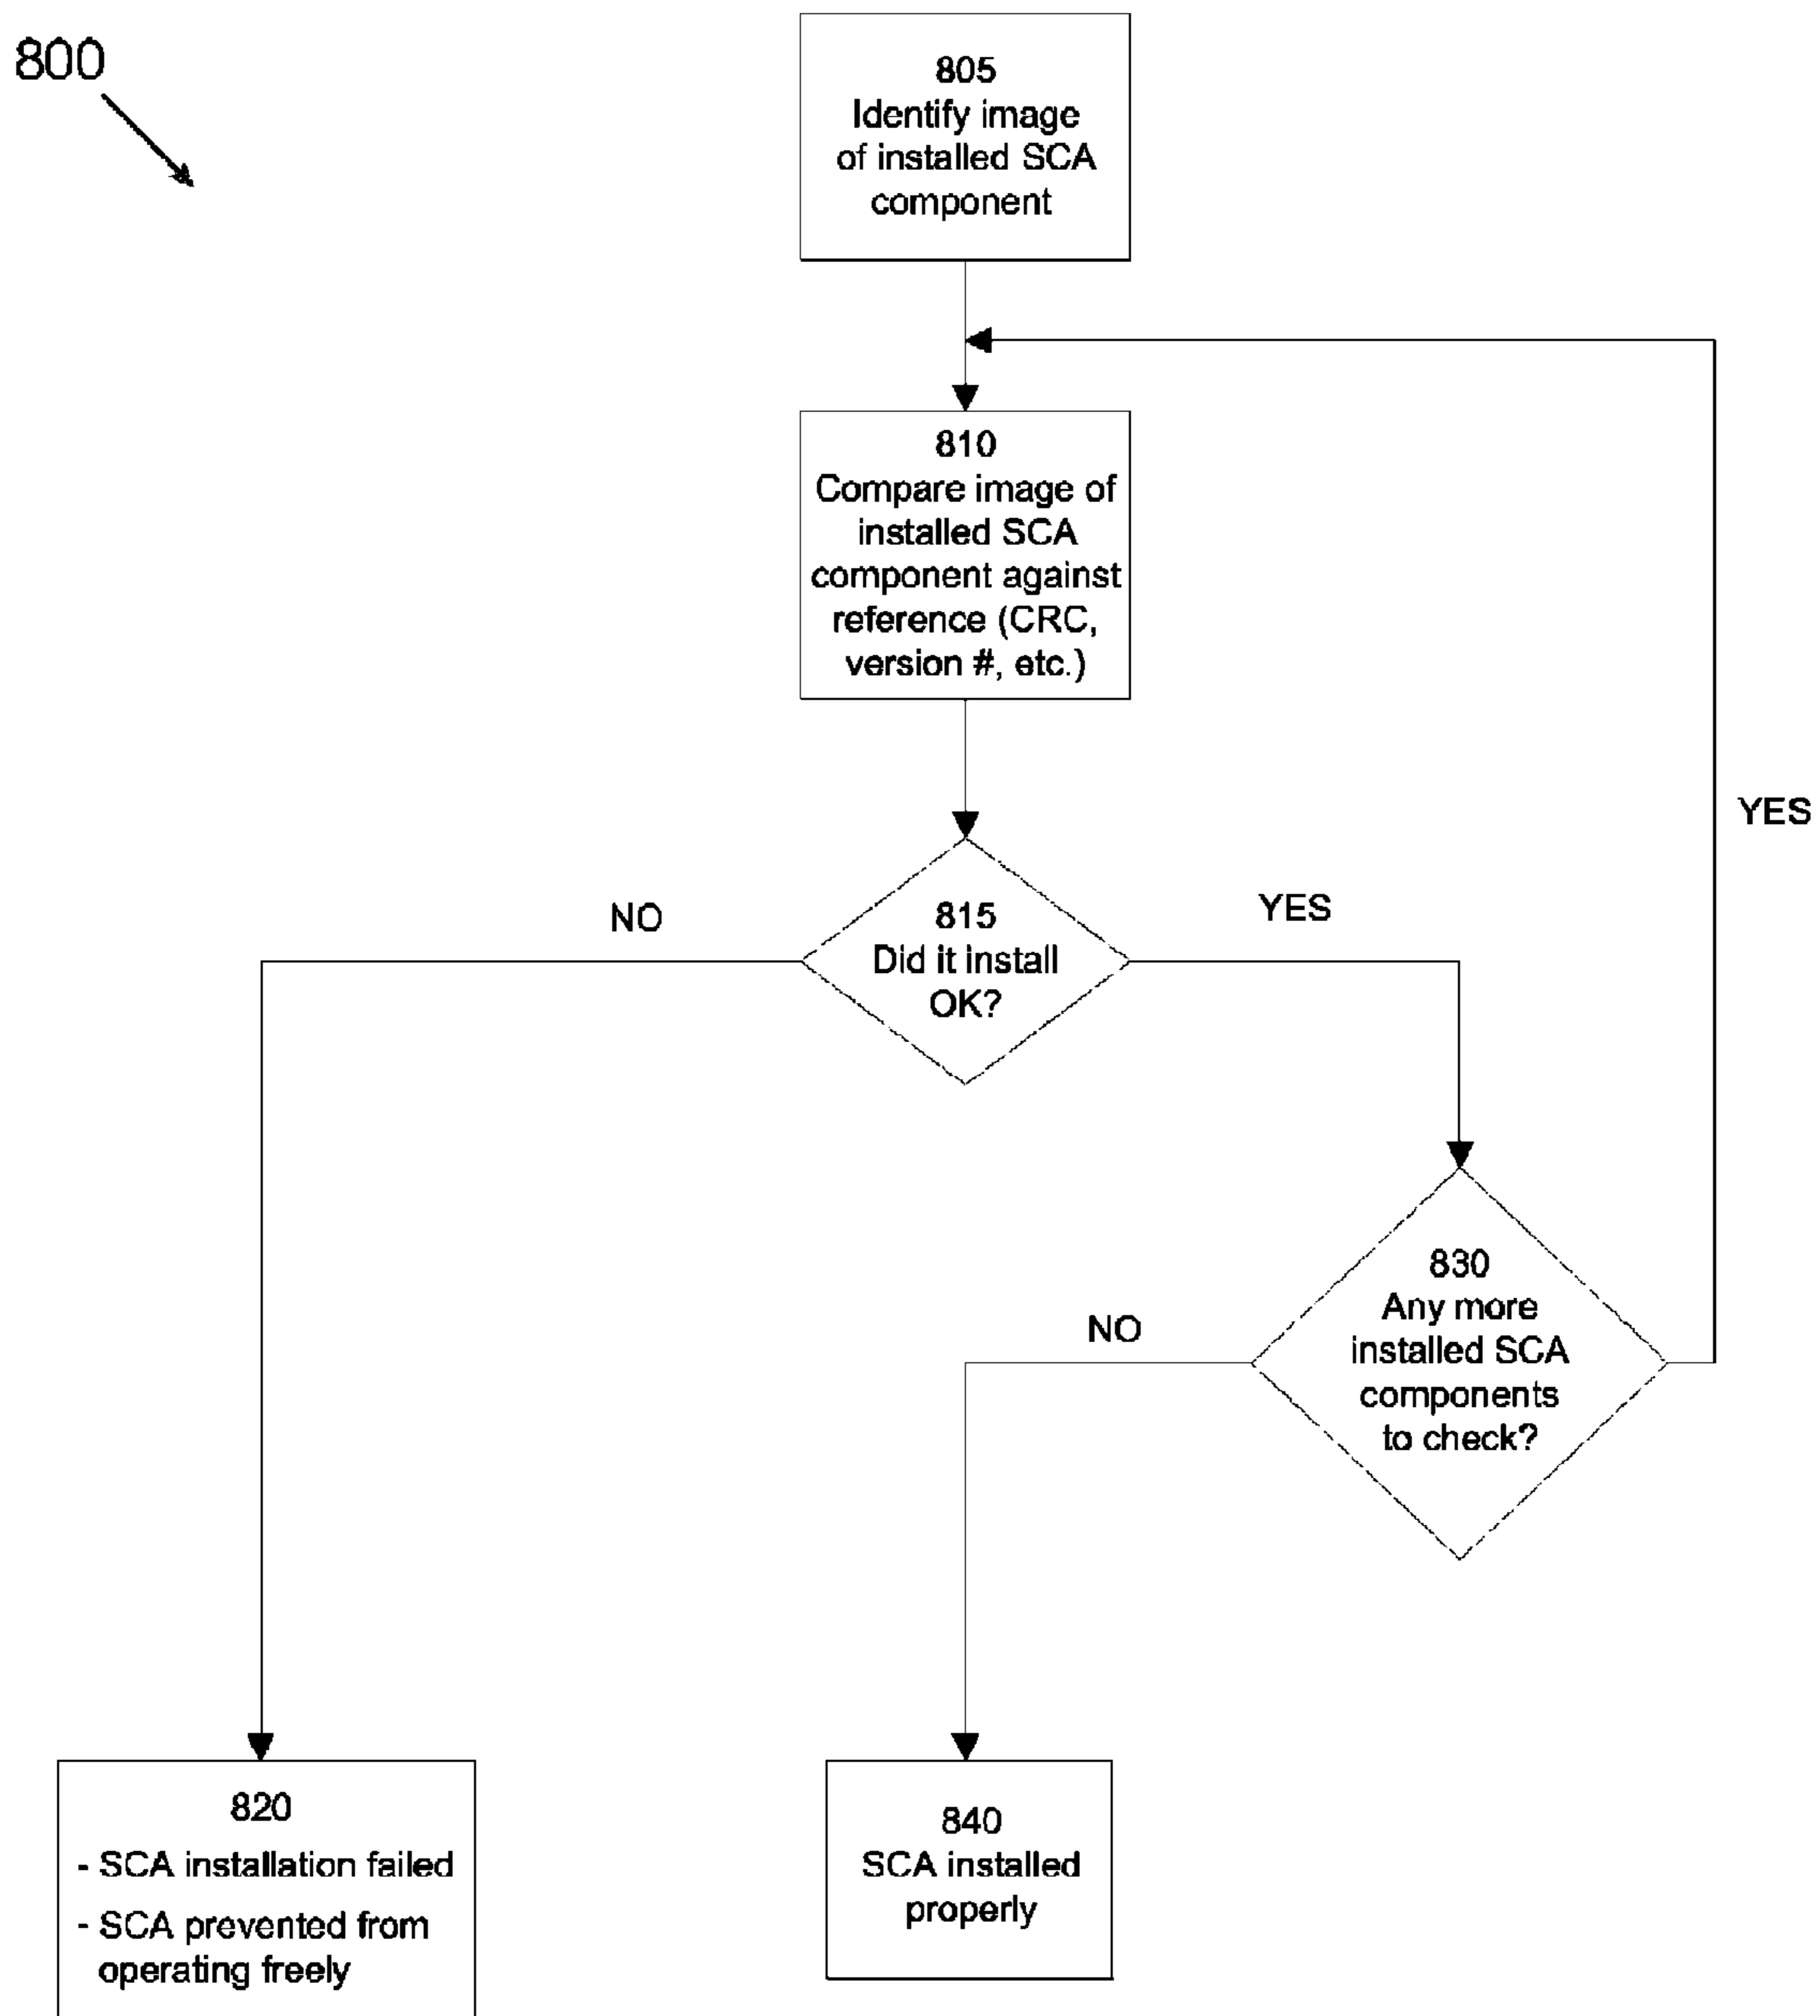 800
805
Identify image
of installed SCA
component
810
Compare image of
installed SCA
component against
reference (CRC,
version #, etc.)
YES
NO
815
Did it install
OK?
YES
830
Any more
installed SCA
components
to check?
NO
820
- SCA installation failed
- SCA prevented from
operating freely
840
SCA installed
properly